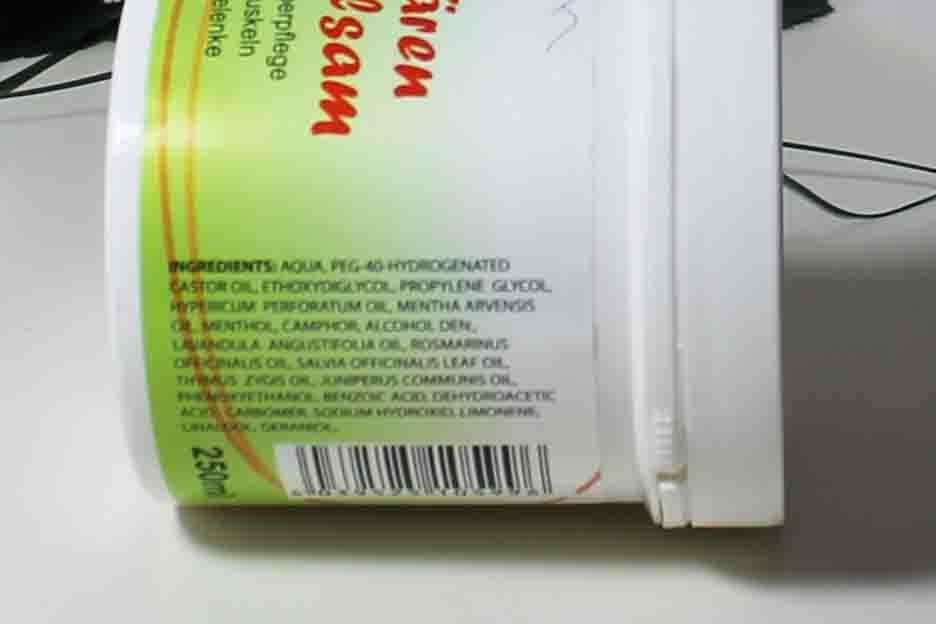 ären
lsam
erpflege
uskeln
elenke
INGREDIENTS: AQUA, PEG-40-HYDROGENATED
CASTOR OIL, ETHOXYDIGLYCOL, PROPYLENE GLYCOL,
HYPERICUM PERFORATUM OIL, MENTHA ARVENSIS
OIL, MENTHOL, CAMPHOR, ALCOHOL DEN.,
LAVANDULA ANGUSTIFOLIA OIL, ROSMARINUS
OFFICINALIS OIL, SALVIA OFFICINALIS LEAF OIL,
THYMUS ZYGIS OIL, JUNIPERUS COMMUNIS OIL,
PHENOXYETHANOL, BENZOIC ACID, DEHYDROACETIC
ACID, CARBOMER, SODIUM HYDROXID, LIMONENE,
LINALOOL, GERANIOL.
250ml